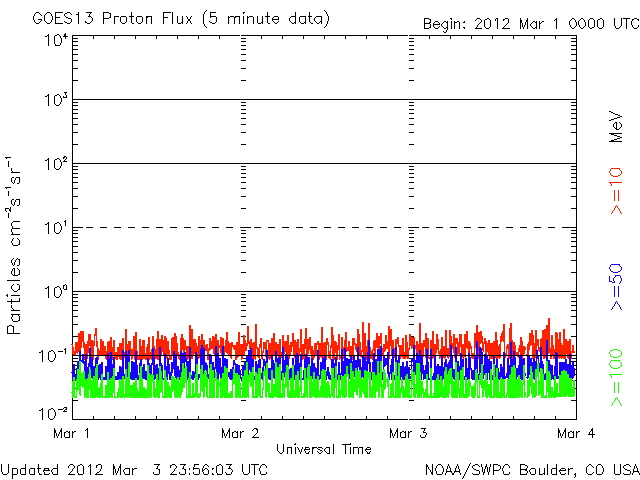 GOES13 Proton Flux (5 minute data)
Begin: 2012 Mar 1 0000 UTC
Particles cm⁻²s⁻¹sr⁻¹
10⁴
10³
10²
10¹
10⁰
10⁻¹
10⁻²
MeV
>=10
>=50
>=100
Mar 1
Mar 2
Mar 3
Mar 4
Universal Time
Updated 2012 Mar 3 23:56:03 UTC
NOAA/SWPC Boulder, CO USA